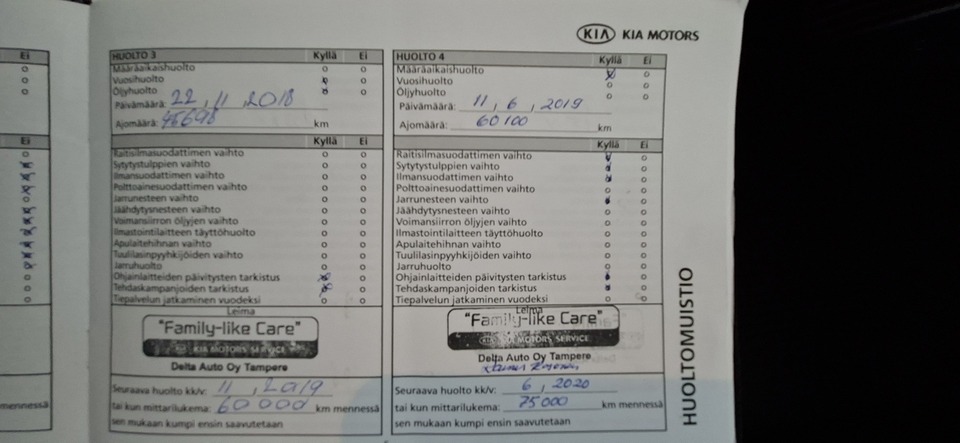 KIA KIA MOTORS
Ei
Ei
mennessä
HUOLTO 3 Kyllä Ei
Määräaikaishuolto
Vuosihuolto
Öljyhuolto
Päivämäärä: 22 , 11 , 2018
Ajomäärä: 45698 km
Kyllä Ei
Raitisilmasuodattimen vaihto
Sytytystulppien vaihto
Ilmansuodattimen vaihto
Polttoainesuodattimen vaihto
Jarrunesteen vaihto
Jäähdytysnesteen vaihto
Voimansiirron öljyjen vaihto
Ilmastointilaitteen täyttöhuolto
Apulaitehihnan vaihto
Tuulilasinpyyhkijöiden vaihto
Jarruhuolto
Ohjainlaitteiden päivitysten tarkistus
Tehdaskampanjoiden tarkistus
Tiepalvelun jatkaminen vuodeksi
Leima
"Family-like Care"
KIA MOTORS SERVICE
Delta Auto Oy Tampere
Seuraava huolto kk/v: 11 , 2019
tai kun mittarilukema: 60 000 km mennessä
sen mukaan kumpi ensin saavutetaan
HUOLTO 4 Kyllä Ei
Määräaikaishuolto
Vuosihuolto
Öljyhuolto
Päivämäärä: 11 , 6 , 2019
Ajomäärä: 60100 km
Kyllä Ei
Raitisilmasuodattimen vaihto
Sytytystulppien vaihto
Ilmansuodattimen vaihto
Polttoainesuodattimen vaihto
Jarrunesteen vaihto
Jäähdytysnesteen vaihto
Voimansiirron öljyjen vaihto
Ilmastointilaitteen täyttöhuolto
Apulaitehihnan vaihto
Tuulilasinpyyhkijöiden vaihto
Jarruhuolto
Ohjainlaitteiden päivitysten tarkistus
Tehdaskampanjoiden tarkistus
Tiepalvelun jatkaminen vuodeksi
Leima
"Family-like Care"
KIA MOTORS SERVICE
Delta Auto Oy Tampere
Seuraava huolto kk/v: 6 , 2020
tai kun mittarilukema: 75000 km mennessä
sen mukaan kumpi ensin saavutetaan
HUOLTOMUISTIO